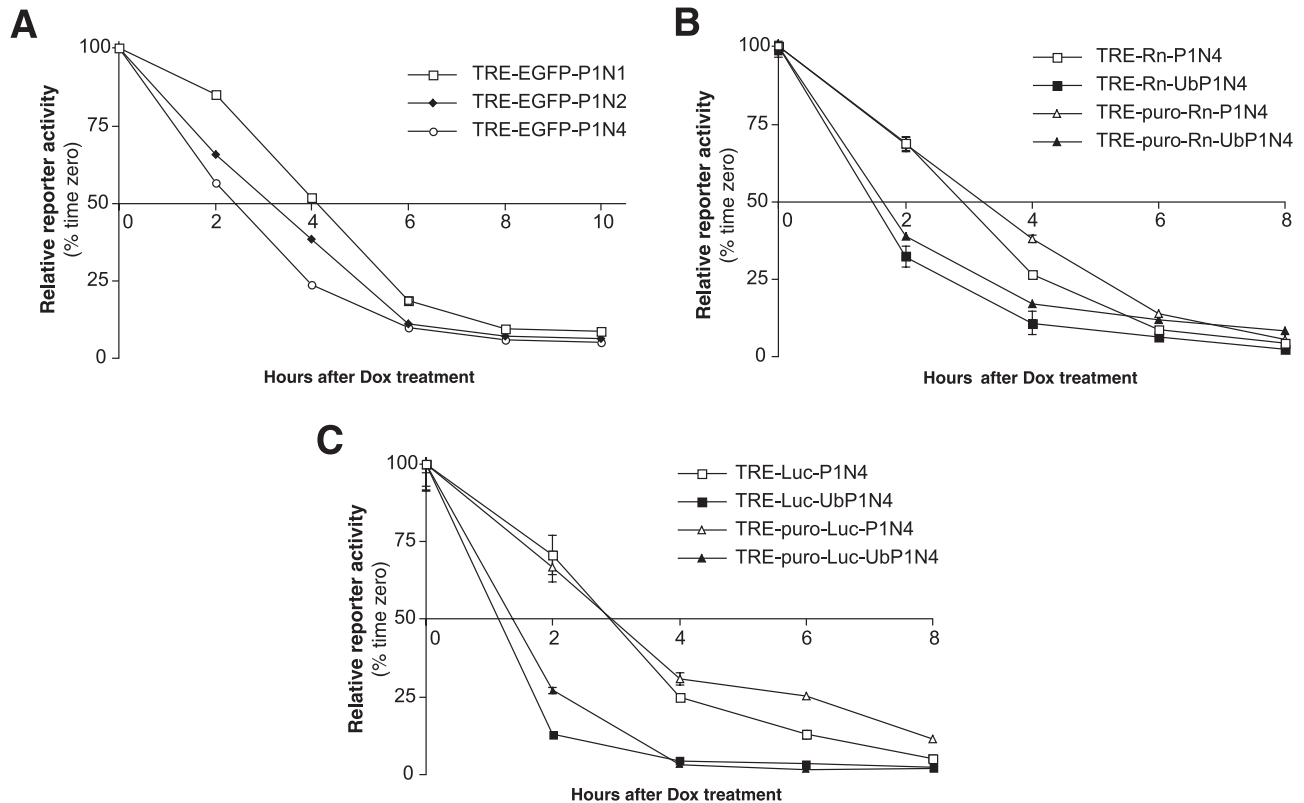 A
100
75
50
25
0
0 2 4 6 8 10
Relative reporter activity
(% time zero)
Hours after Dox treatment
TRE-EGFP-P1N1
TRE-EGFP-P1N2
TRE-EGFP-P1N4
B
100
75
50
25
0
0 2 4 6 8
Relative reporter activity
(% time zero)
Hours after Dox treatment
TRE-Rn-P1N4
TRE-Rn-UbP1N4
TRE-puro-Rn-P1N4
TRE-puro-Rn-UbP1N4
C
100
75
50
25
0
0 2 4 6 8
Relative reporter activity
(% time zero)
Hours after Dox treatment
TRE-Luc-P1N4
TRE-Luc-UbP1N4
TRE-puro-Luc-P1N4
TRE-puro-Luc-UbP1N4